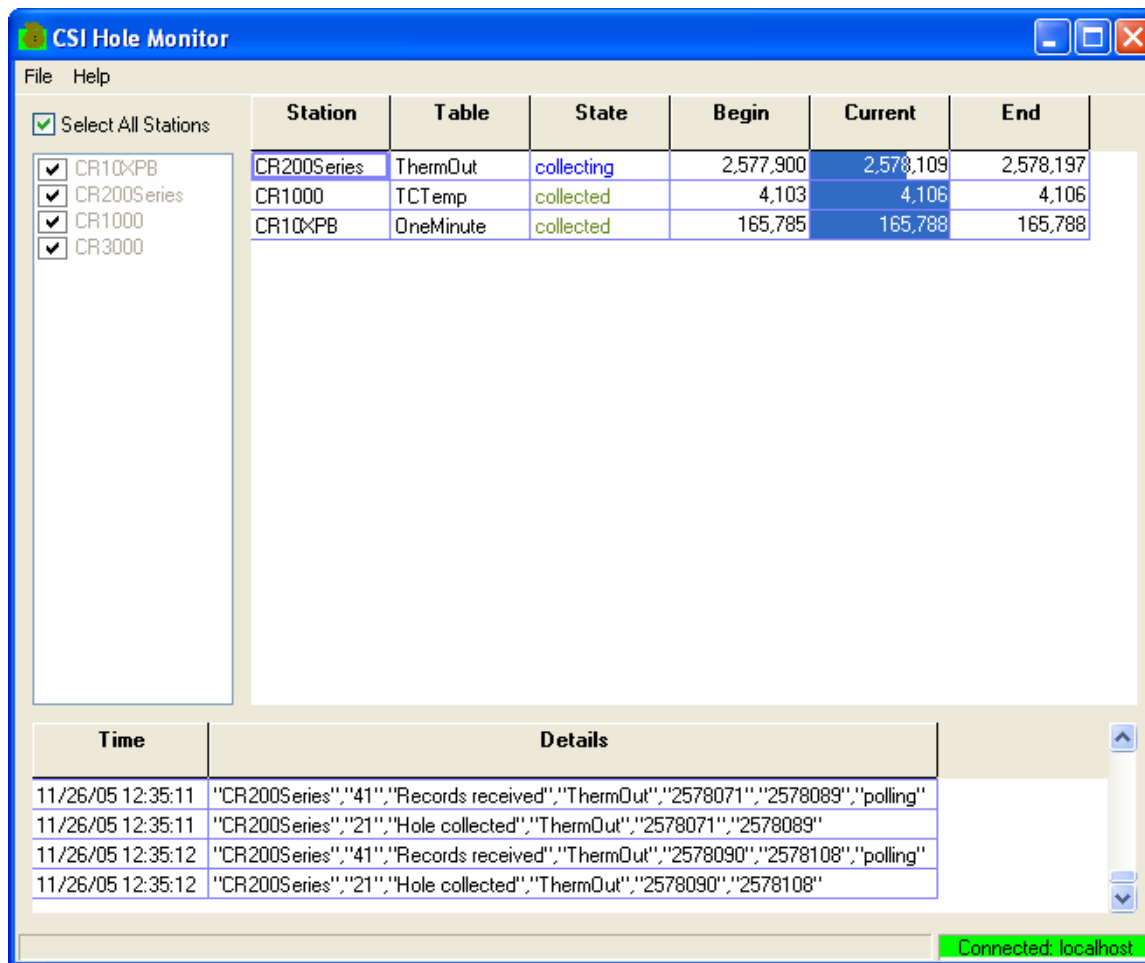 CSI Hole Monitor
File Help
Select All Stations
CR10XPB
CR200Series
CR1000
CR3000
Station Table State Begin Current End
CR200Series ThermOut collecting 2,577,900 2,578,109 2,578,197
CR1000 TCTemp collected 4,103 4,106 4,106
CR10XPB OneMinute collected 165,785 165,788 165,788
Time Details
11/26/05 12:35:11 "CR200Series","41","Records received","ThermOut","2578071","2578089","polling"
11/26/05 12:35:11 "CR200Series","21","Hole collected","ThermOut","2578071","2578089"
11/26/05 12:35:12 "CR200Series","41","Records received","ThermOut","2578090","2578108","polling"
11/26/05 12:35:12 "CR200Series","21","Hole collected","ThermOut","2578090","2578108"
Connected: localhost